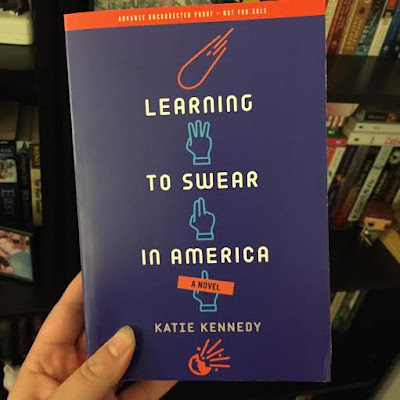 ADVANCE UNCORRECTED PROOF • NOT FOR SALE
LEARNING
TO SWEAR
IN AMERICA
A NOVEL
KATIE KENNEDY